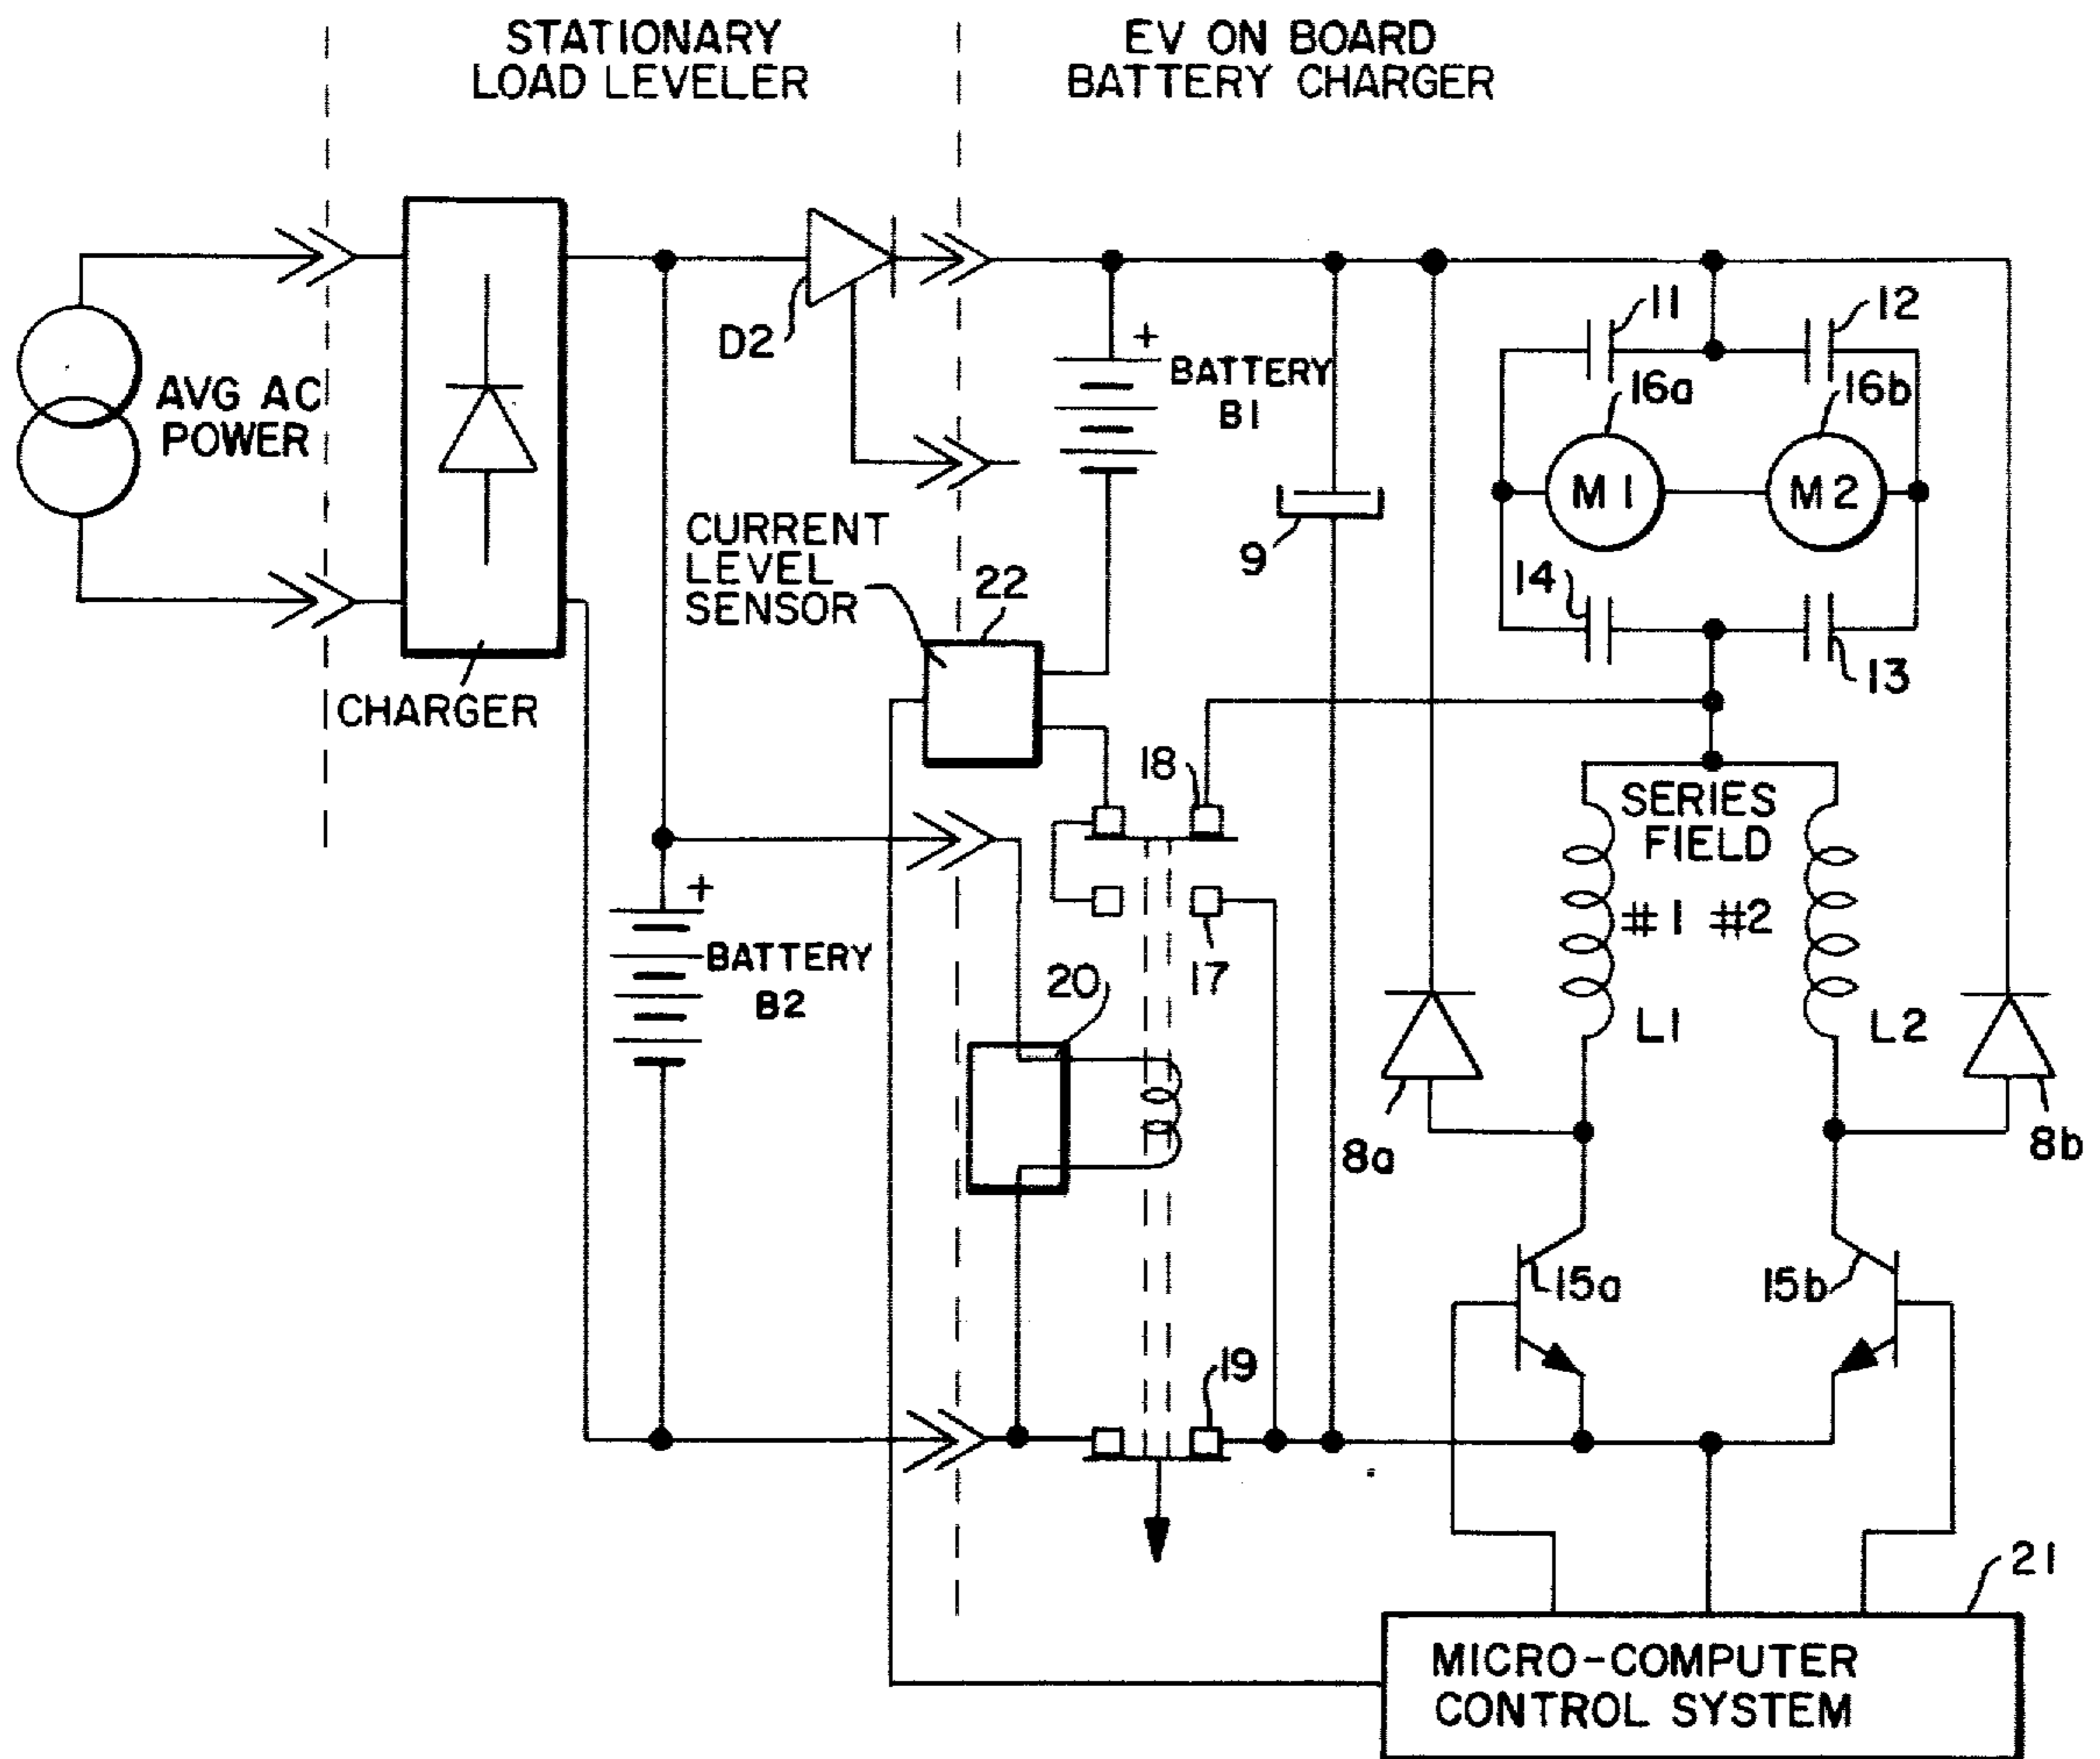 STATIONARY
LOAD LEVELER
EV ON BOARD
BATTERY CHARGER
AVG AC
POWER
CHARGER
D2
+
BATTERY
B1
CURRENT
LEVEL
SENSOR
22
9
11
12
16a
16b
M1
M2
14
13
18
17
SERIES
FIELD
#1 #2
L1
L2
+
BATTERY
B2
20
8a
8b
15a
15b
19
21
MICRO-COMPUTER
CONTROL SYSTEM